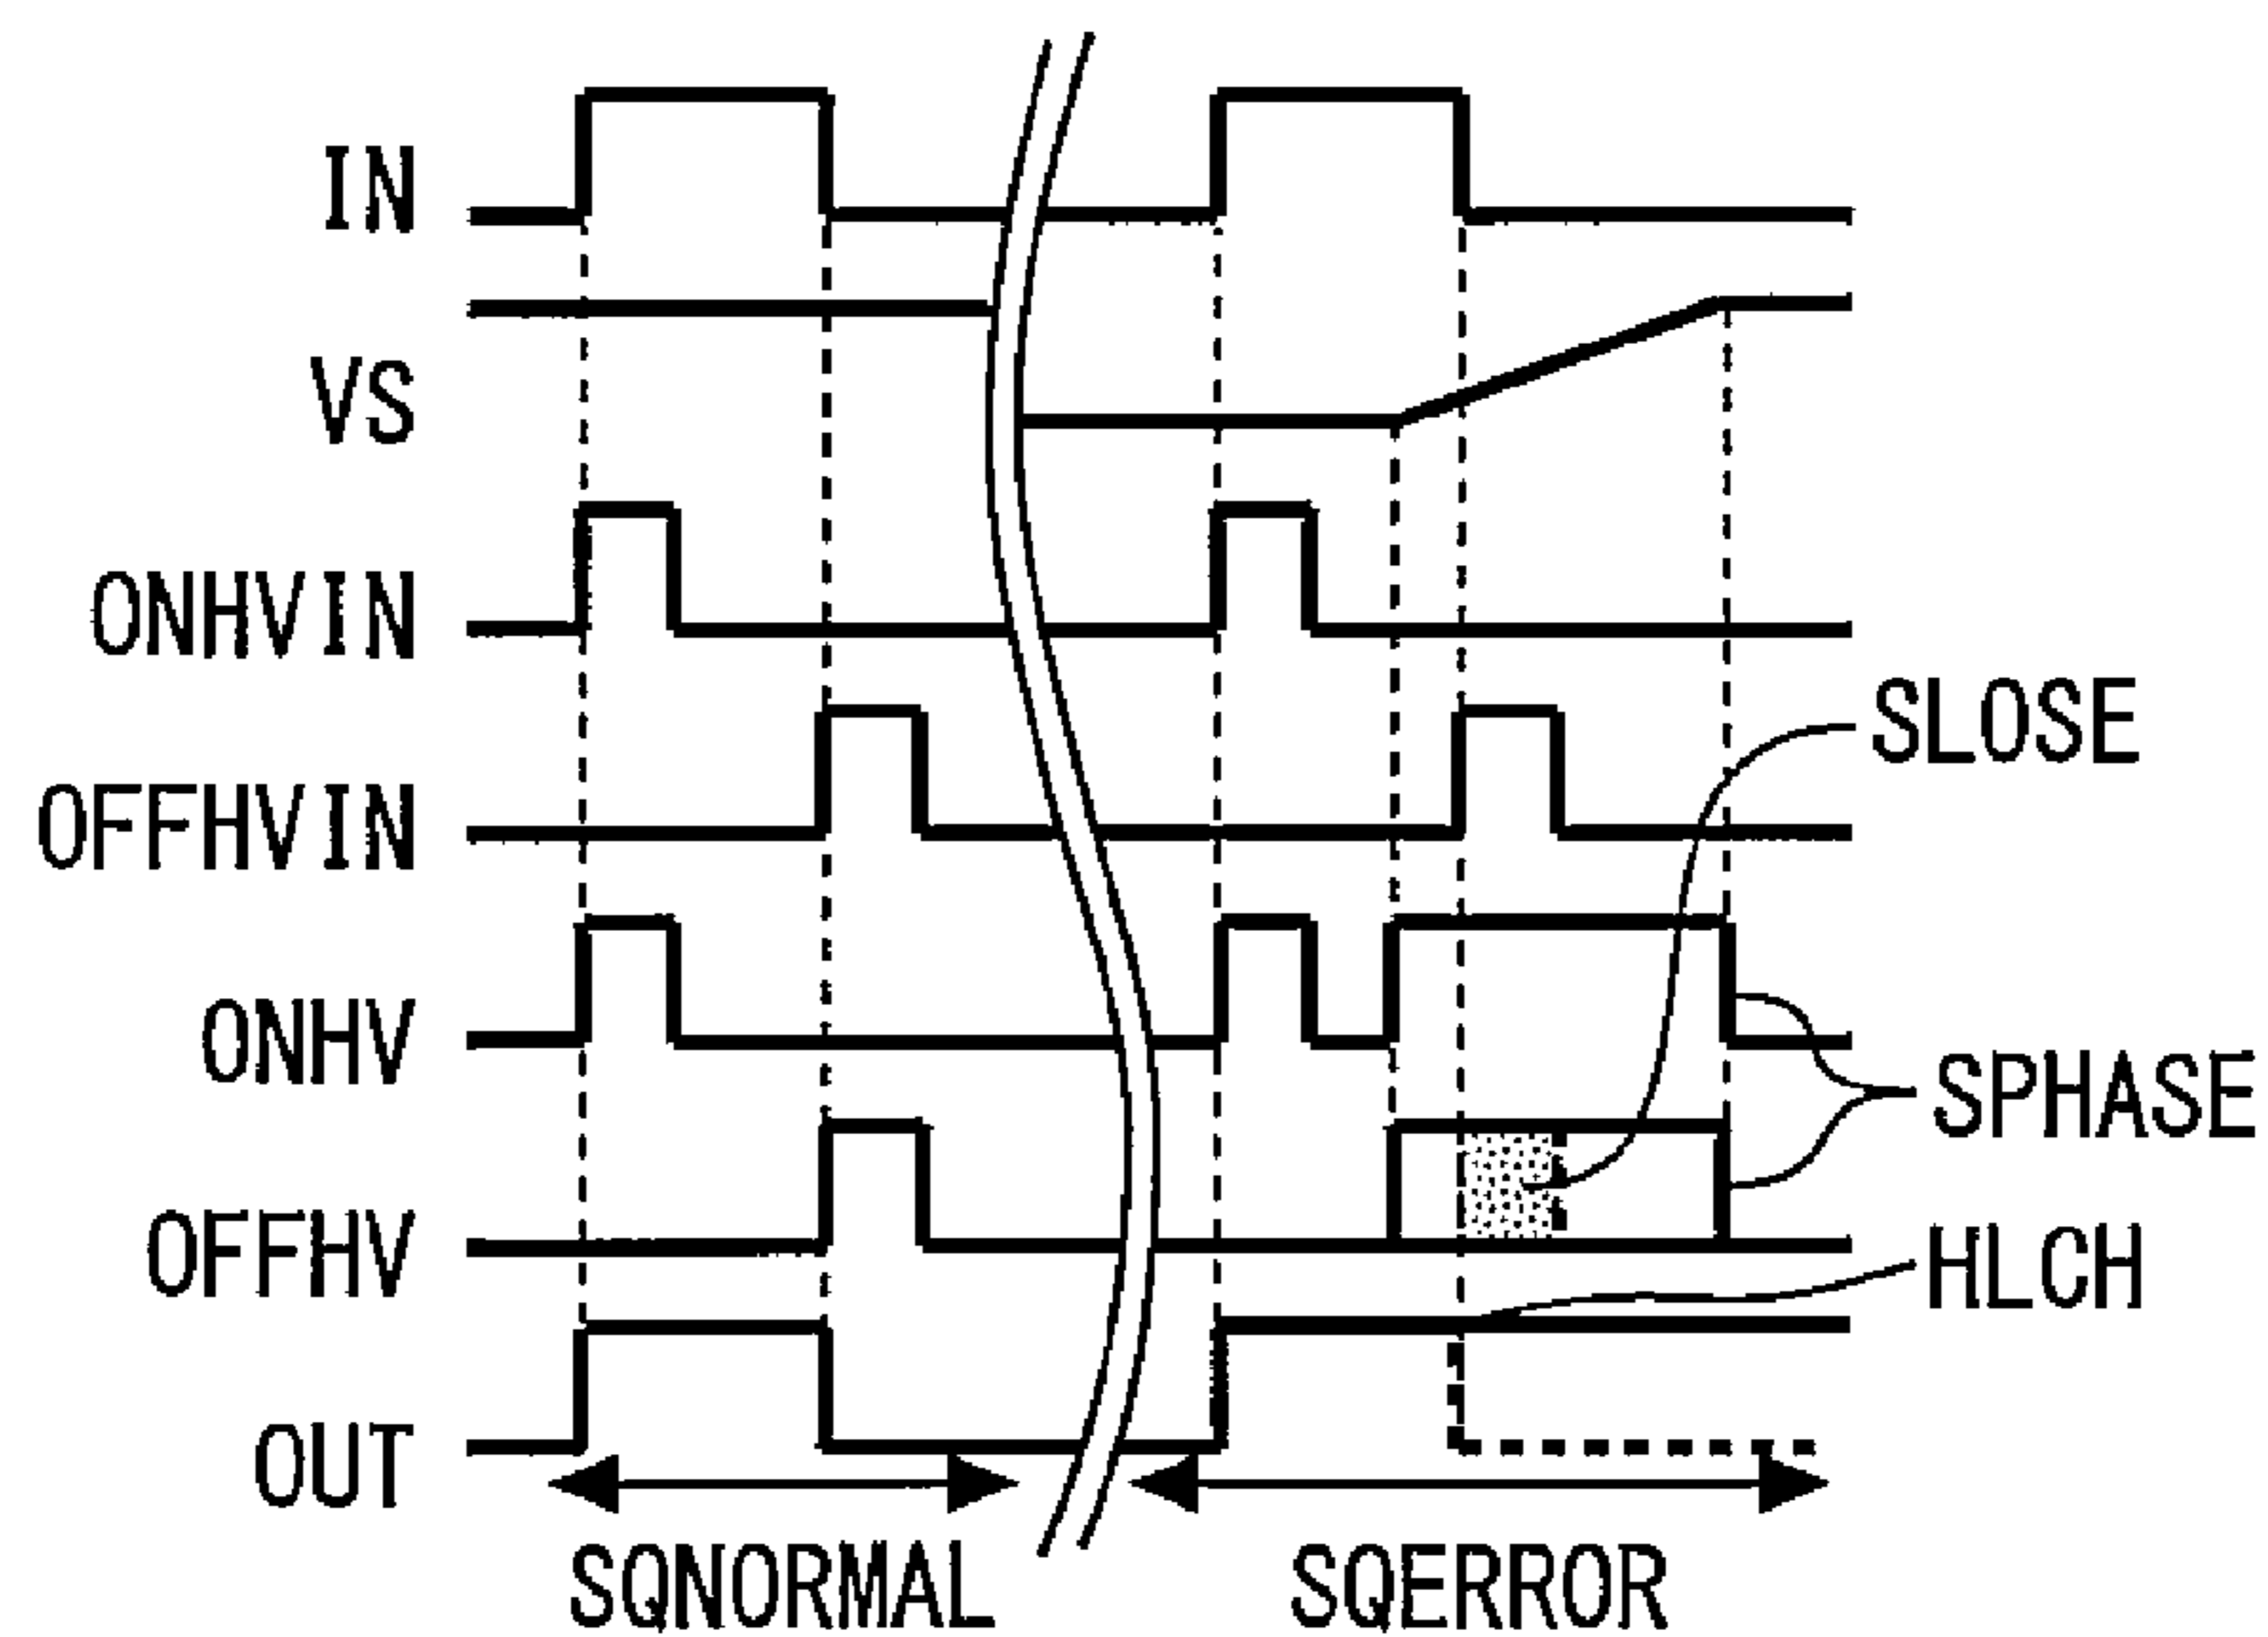 IN
VS
ONHVIN
SLOSE
OFFHVIN
ONHV
SPHASE
OFFHV
HLCH
OUT
SQNORMAL
SQERROR